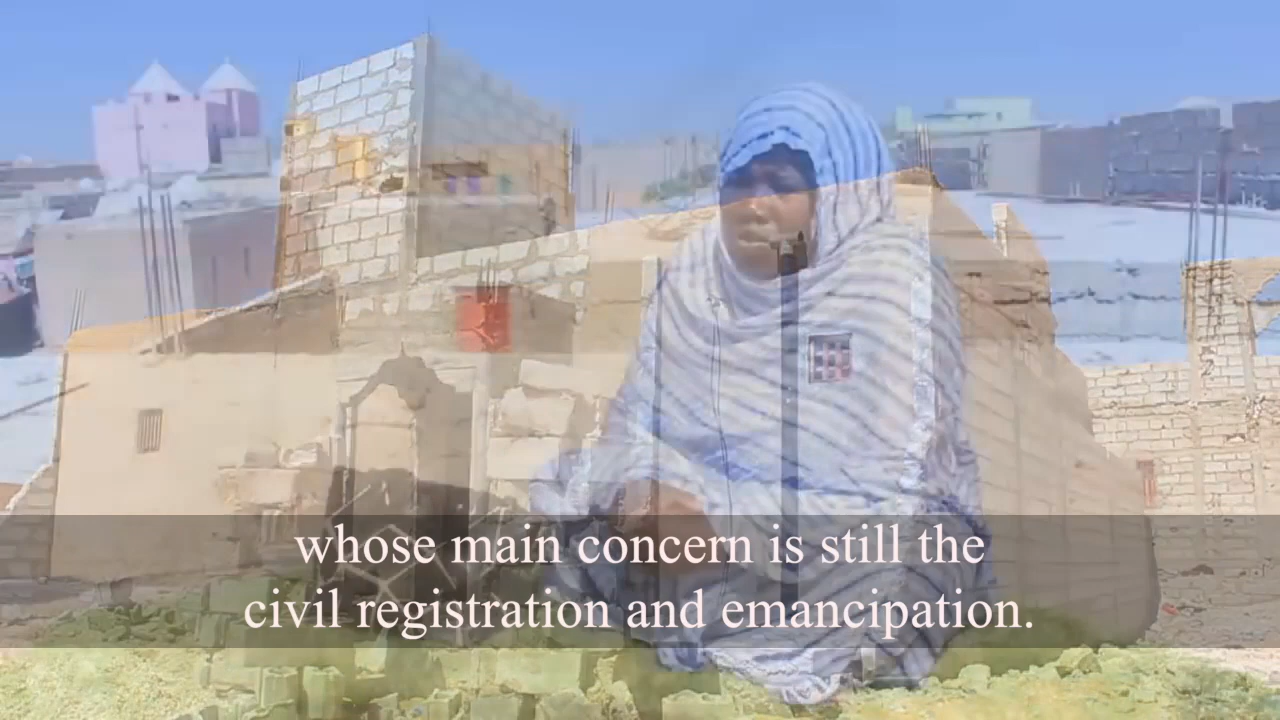 whose main concern is still the
civil registration and emancipation.